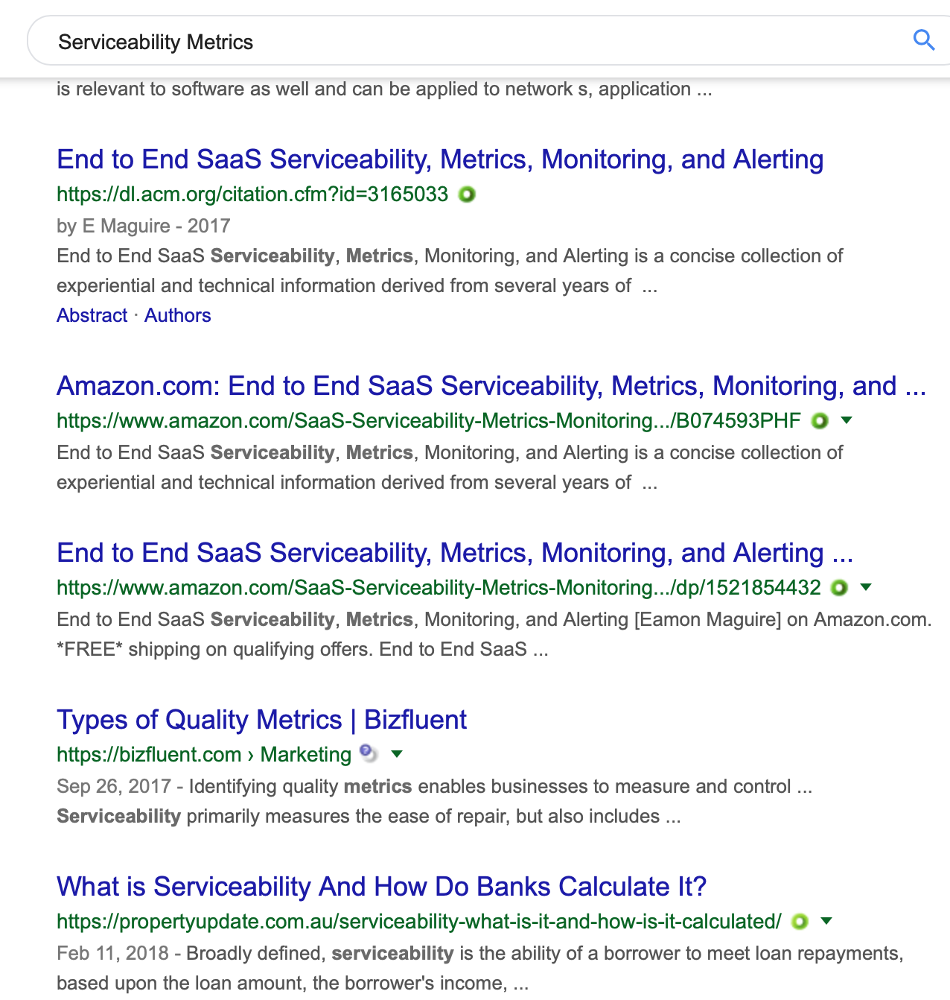 Serviceability Metrics
is relevant to software as well and can be applied to network s, application ...
End to End SaaS Serviceability, Metrics, Monitoring, and Alerting
https://dl.acm.org/citation.cfm?id=3165033
by E Maguire - 2017
End to End SaaS Serviceability, Metrics, Monitoring, and Alerting is a concise collection of
experiential and technical information derived from several years of ...
Abstract · Authors
Amazon.com: End to End SaaS Serviceability, Metrics, Monitoring, and ...
https://www.amazon.com/SaaS-Serviceability-Metrics-Monitoring.../B074593PHF
End to End SaaS Serviceability, Metrics, Monitoring, and Alerting is a concise collection of
experiential and technical information derived from several years of ...
End to End SaaS Serviceability, Metrics, Monitoring, and Alerting ...
https://www.amazon.com/SaaS-Serviceability-Metrics-Monitoring.../dp/1521854432
End to End SaaS Serviceability, Metrics, Monitoring, and Alerting [Eamon Maguire] on Amazon.com.
*FREE* shipping on qualifying offers. End to End SaaS ...
Types of Quality Metrics | Bizfluent
https://bizfluent.com › Marketing
Sep 26, 2017 - Identifying quality metrics enables businesses to measure and control ...
Serviceability primarily measures the ease of repair, but also includes ...
What is Serviceability And How Do Banks Calculate It?
https://propertyupdate.com.au/serviceability-what-is-it-and-how-is-it-calculated/
Feb 11, 2018 - Broadly defined, serviceability is the ability of a borrower to meet loan repayments,
based upon the loan amount, the borrower's income, ...